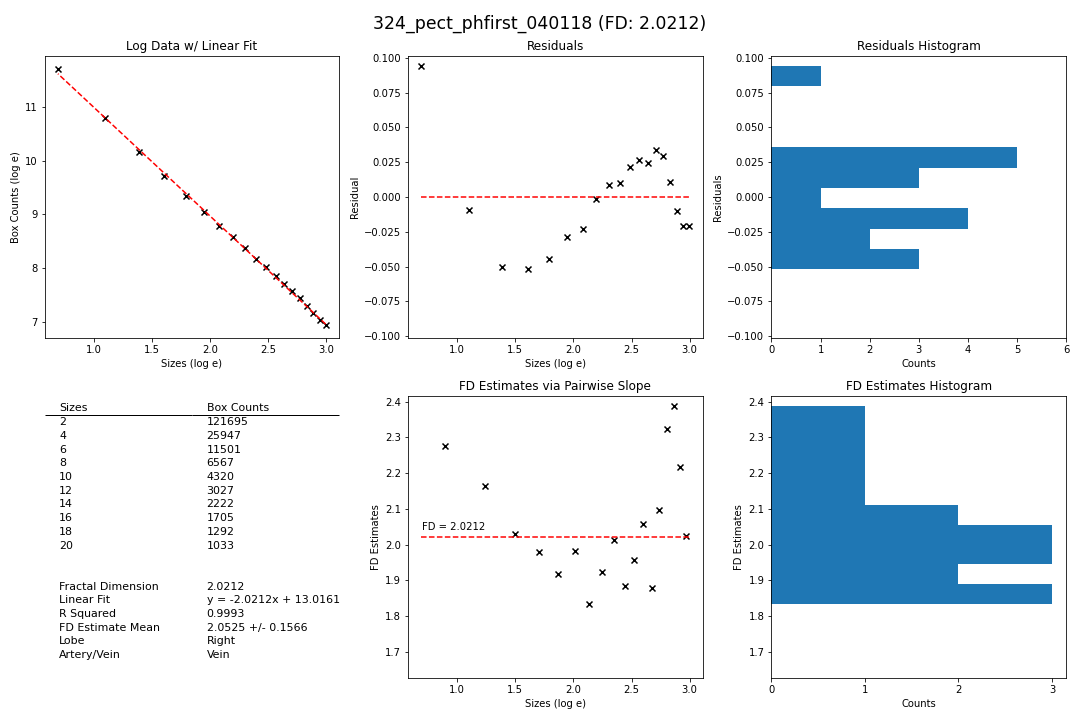 324_pect_phfirst_040118 (FD: 2.0212)
Log Data w/ Linear Fit
Box Counts (log e)
11
10
9
8
7
1.0 1.5 2.0 2.5 3.0
Sizes (log e)
Residuals
Residual
0.100
0.075
0.050
0.025
0.000
−0.025
−0.050
−0.075
−0.100
1.0 1.5 2.0 2.5 3.0
Sizes (log e)
Residuals Histogram
Residuals
0.100
0.075
0.050
0.025
0.000
−0.025
−0.050
−0.075
−0.100
0 1 2 3 4 5 6
Counts
Sizes Box Counts
2 121695
4 25947
6 11501
8 6567
10 4320
12 3027
14 2222
16 1705
18 1292
20 1033
Fractal Dimension 2.0212
Linear Fit y = -2.0212x + 13.0161
R Squared 0.9993
FD Estimate Mean 2.0525 +/- 0.1566
Lobe Right
Artery/Vein Vein
FD Estimates via Pairwise Slope
FD Estimates
2.4
2.3
2.2
2.1
2.0
1.9
1.8
1.7
FD = 2.0212
1.0 1.5 2.0 2.5 3.0
Sizes (log e)
FD Estimates Histogram
FD Estimates
2.4
2.3
2.2
2.1
2.0
1.9
1.8
1.7
0 1 2 3
Counts